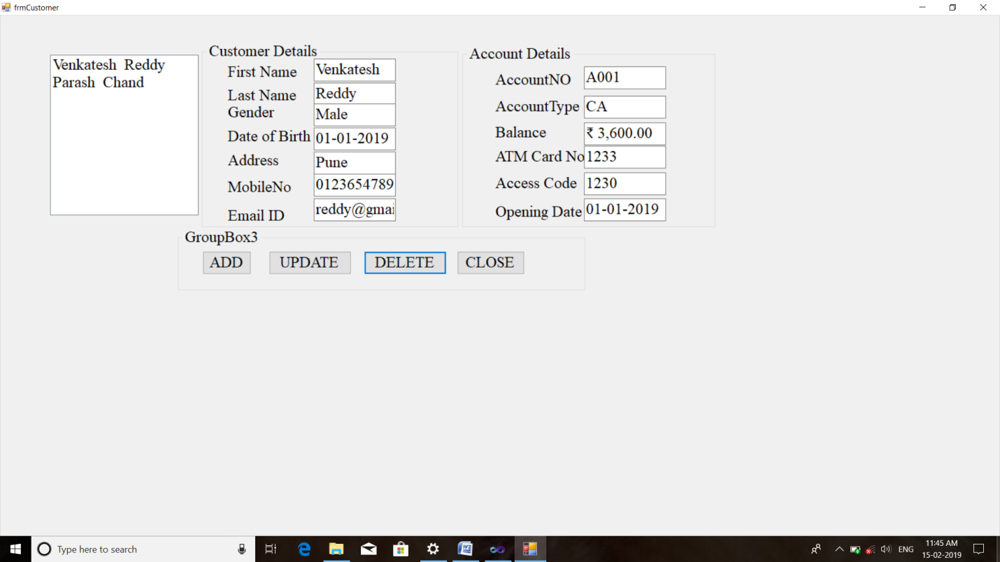 frmCustomer
Venkatesh  Reddy
Parash  Chand
Customer Details
First Name Venkatesh
Last Name Reddy
Gender Male
Date of Birth 01-01-2019
Address Pune
MobileNo 0123654789
Email ID reddy@gmai
Account Details
AccountNO A001
AccountType CA
Balance ₹ 3,600.00
ATM Card No 1233
Access Code 1230
Opening Date 01-01-2019
GroupBox3
ADD UPDATE DELETE CLOSE
Type here to search
ENG
11:45 AM
15-02-2019